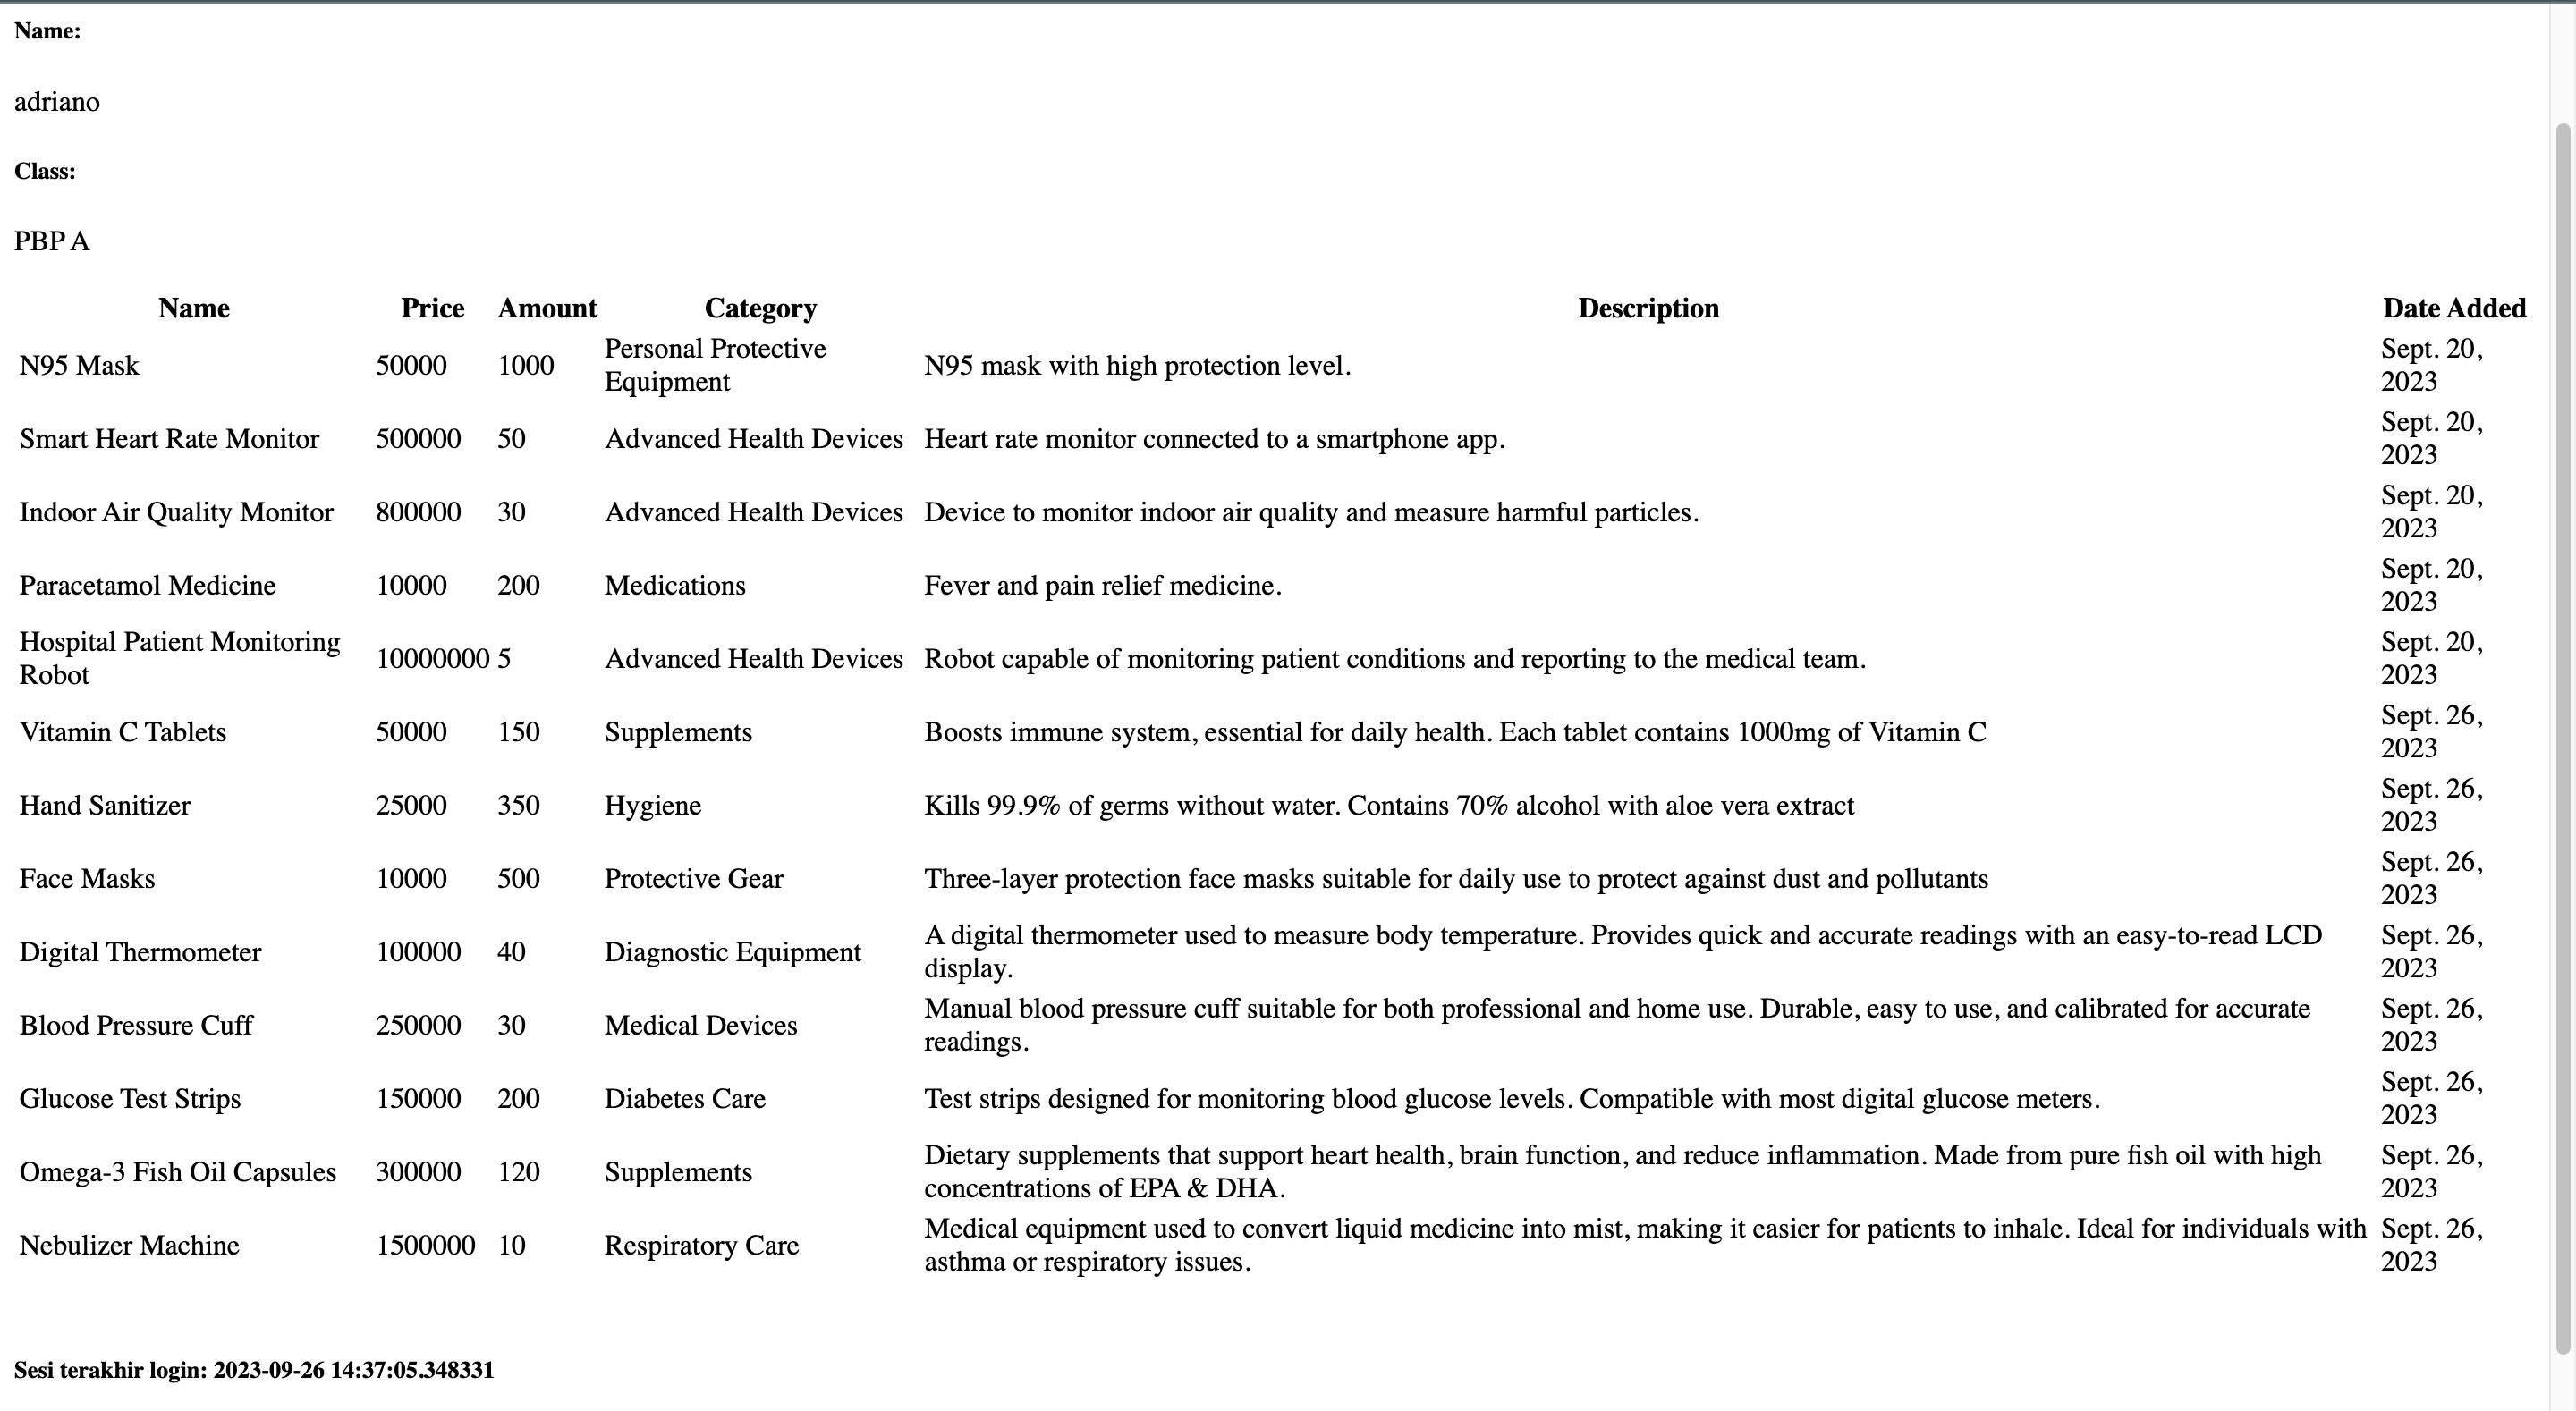 Name:
adriano
Class:
PBP A
Name Price Amount Category Description Date Added
N95 Mask 50000 1000 Personal Protective Equipment N95 mask with high protection level. Sept. 20, 2023
Smart Heart Rate Monitor 500000 50 Advanced Health Devices Heart rate monitor connected to a smartphone app. Sept. 20, 2023
Indoor Air Quality Monitor 800000 30 Advanced Health Devices Device to monitor indoor air quality and measure harmful particles. Sept. 20, 2023
Paracetamol Medicine 10000 200 Medications Fever and pain relief medicine. Sept. 20, 2023
Hospital Patient Monitoring Robot 10000000 5 Advanced Health Devices Robot capable of monitoring patient conditions and reporting to the medical team. Sept. 20, 2023
Vitamin C Tablets 50000 150 Supplements Boosts immune system, essential for daily health. Each tablet contains 1000mg of Vitamin C Sept. 26, 2023
Hand Sanitizer 25000 350 Hygiene Kills 99.9% of germs without water. Contains 70% alcohol with aloe vera extract Sept. 26, 2023
Face Masks 10000 500 Protective Gear Three-layer protection face masks suitable for daily use to protect against dust and pollutants Sept. 26, 2023
Digital Thermometer 100000 40 Diagnostic Equipment A digital thermometer used to measure body temperature. Provides quick and accurate readings with an easy-to-read LCD display. Sept. 26, 2023
Blood Pressure Cuff 250000 30 Medical Devices Manual blood pressure cuff suitable for both professional and home use. Durable, easy to use, and calibrated for accurate readings. Sept. 26, 2023
Glucose Test Strips 150000 200 Diabetes Care Test strips designed for monitoring blood glucose levels. Compatible with most digital glucose meters. Sept. 26, 2023
Omega-3 Fish Oil Capsules 300000 120 Supplements Dietary supplements that support heart health, brain function, and reduce inflammation. Made from pure fish oil with high concentrations of EPA & DHA. Sept. 26, 2023
Nebulizer Machine 1500000 10 Respiratory Care Medical equipment used to convert liquid medicine into mist, making it easier for patients to inhale. Ideal for individuals with asthma or respiratory issues. Sept. 26, 2023
Sesi terakhir login: 2023-09-26 14:37:05.348331